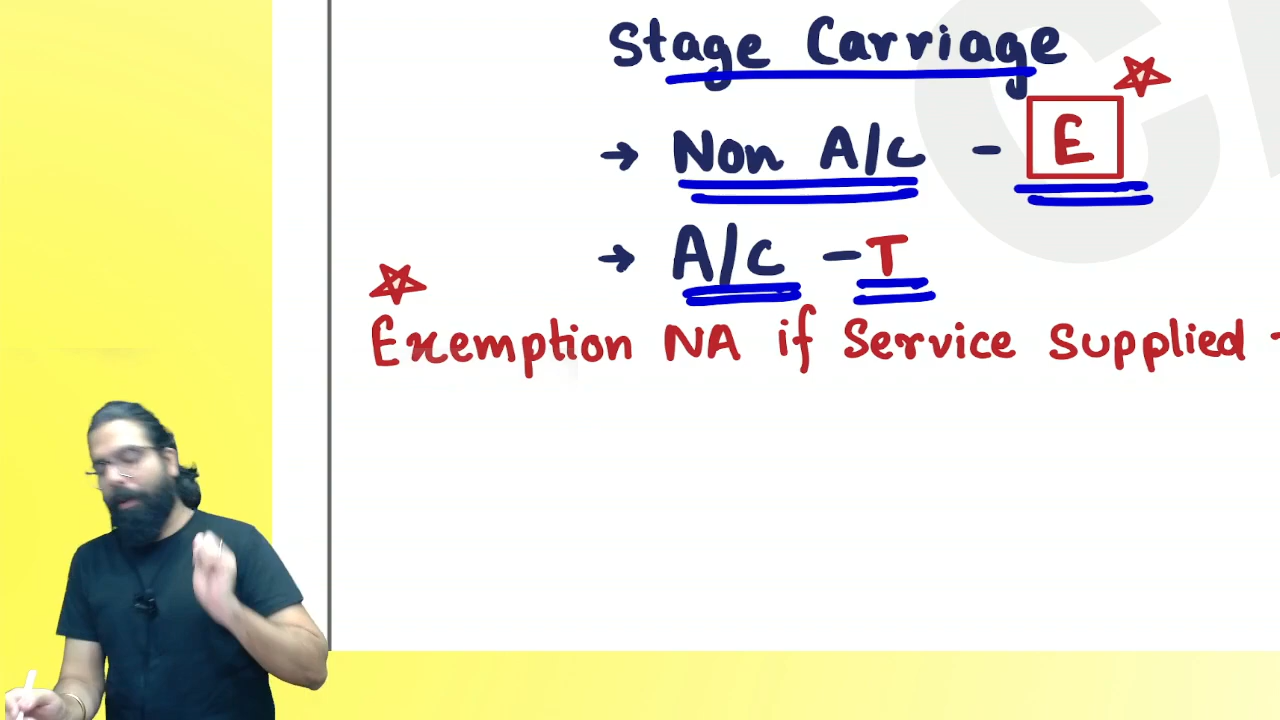 Stage Carriage
→ Non A/C - E
→ A/C - T
Exemption NA if Service Supplied